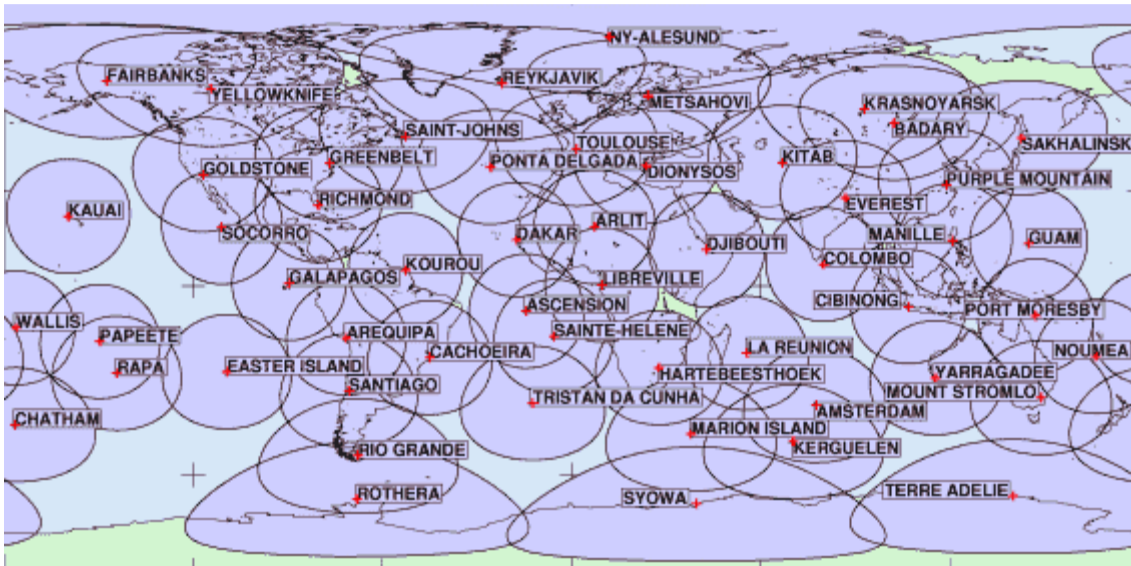 NY-ALESUND
FAIRBANKS
YELLOWKNIFE
REYKJAVIK
METSAHOVI
KRASNOYARSK
BADARY
SAINT-JOHNS
SAKHALINSK
TOULOUSE
GREENBELT
PONTA DELGADA
KITAB
GOLDSTONE
DIONYSOS
PURPLE MOUNTAIN
RICHMOND
EVEREST
KAUAI
ARLIT
SOCORRO
DAKAR
MANILLE
GUAM
DJIBOUTI
COLOMBO
KOUROU
GALAPAGOS
LIBREVILLE
ASCENSION
CIBINONG
PORT MORESBY
WALLIS
PAPEETE
AREQUIPA
SAINTE-HELENE
CACHOEIRA
LA REUNION
NOUMEA
RAPA
EASTER ISLAND
HARTEBEESTHOEK
YARRAGADEE
SANTIAGO
MOUNT STROMLO
TRISTAN DA CUNHA
CHATHAM
AMSTERDAM
MARION ISLAND
KERGUELEN
RIO GRANDE
ROTHERA
SYOWA
TERRE ADELIE